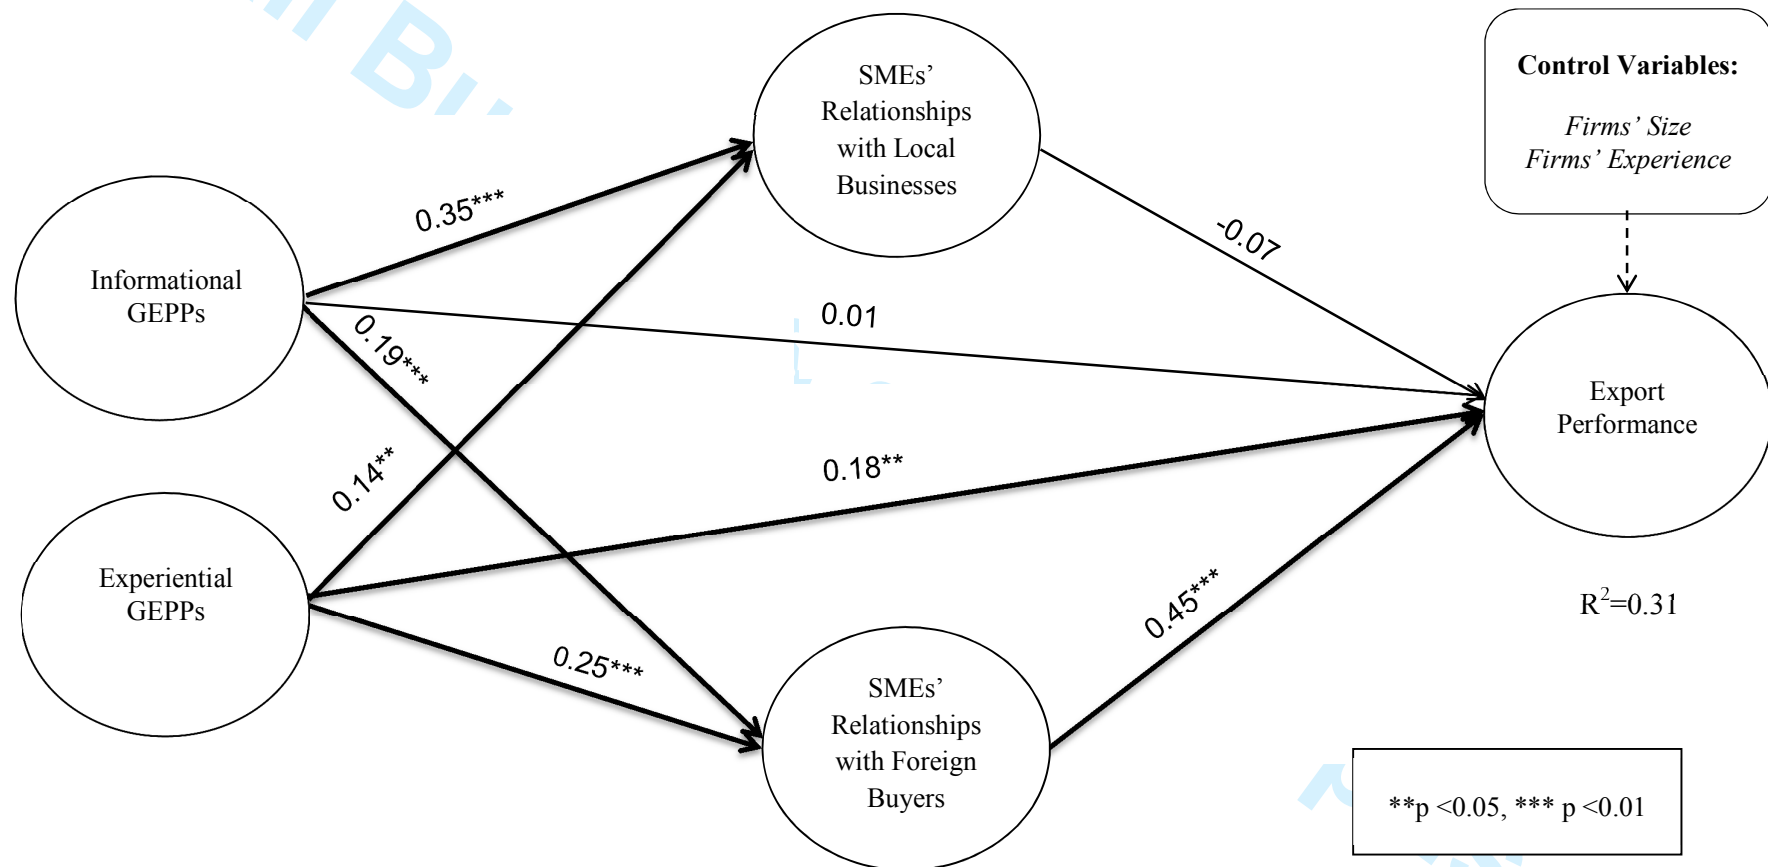 SMEs’
Relationships
with Local
Businesses
Control Variables:
Firms’ Size
Firms’ Experience
Informational
GEPPs
0.35***
-0.07
0.01
0.19***
Export
Performance
0.14**
0.18**
Experiential
GEPPs
0.45***
R²=0.31
0.25***
SMEs’
Relationships
with Foreign
Buyers
**p <0.05, *** p <0.01